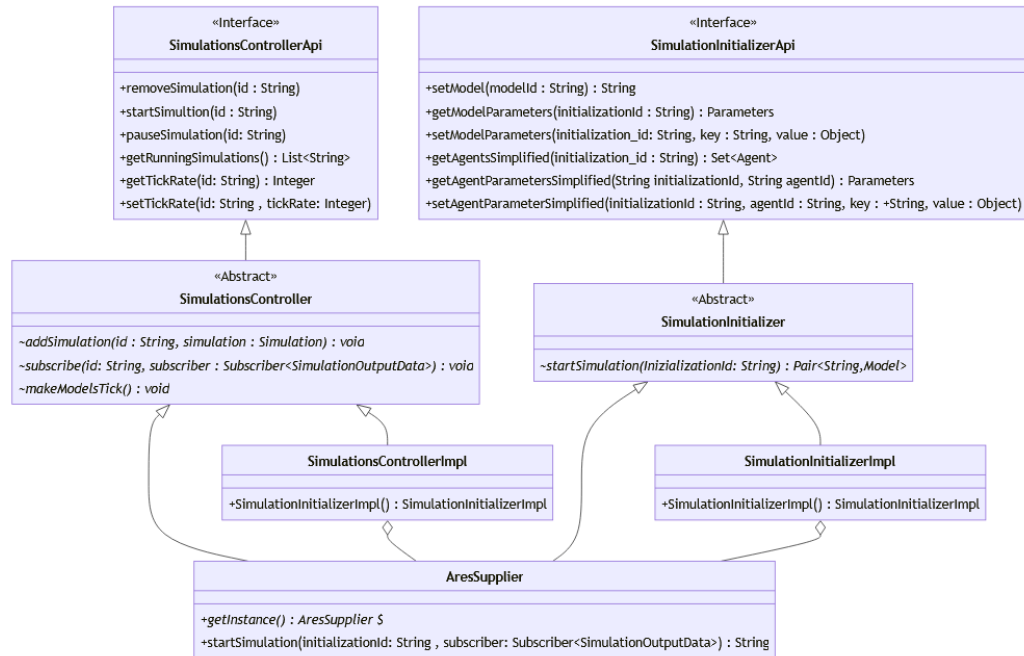 «Interface»
SimulationsControllerApi
+removeSimulation(id : String)
+startSimultion(id : String)
+pauseSimulation(id: String)
+getRunningSimulations() : List<String>
+getTickRate(id: String) : Integer
+setTickRate(id: String , tickRate: Integer)
«Interface»
SimulationInitializerApi
+setModel(modelId : String) : String
+getModelParameters(initializationId : String) : Parameters
+setModelParameters(initialization_id: String, key : String, value : Object)
+getAgentsSimplified(initialization_id : String) : Set<Agent>
+getAgentParametersSimplified(String initializationId, String agentId) : Parameters
+setAgentParameterSimplified(initializationId : String, agentId : String, key : +String, value : Object)
«Abstract»
SimulationsController
~addSimulation(id : String, simulation : Simulation) : void
~subscribe(id: String, subscriber : Subscriber<SimulationOutputData>) : void
~makeModelsTick() : void
«Abstract»
SimulationInitializer
~startSimulation(InizializationId: String) : Pair<String,Model>
SimulationsControllerImpl
+SimulationInitializerImpl() : SimulationInitializerImpl
SimulationInitializerImpl
+SimulationInitializerImpl() : SimulationInitializerImpl
AresSupplier
+getInstance() : AresSupplier $
+startSimulation(initializationId: String , subscriber: Subscriber<SimulationOutputData>) : String